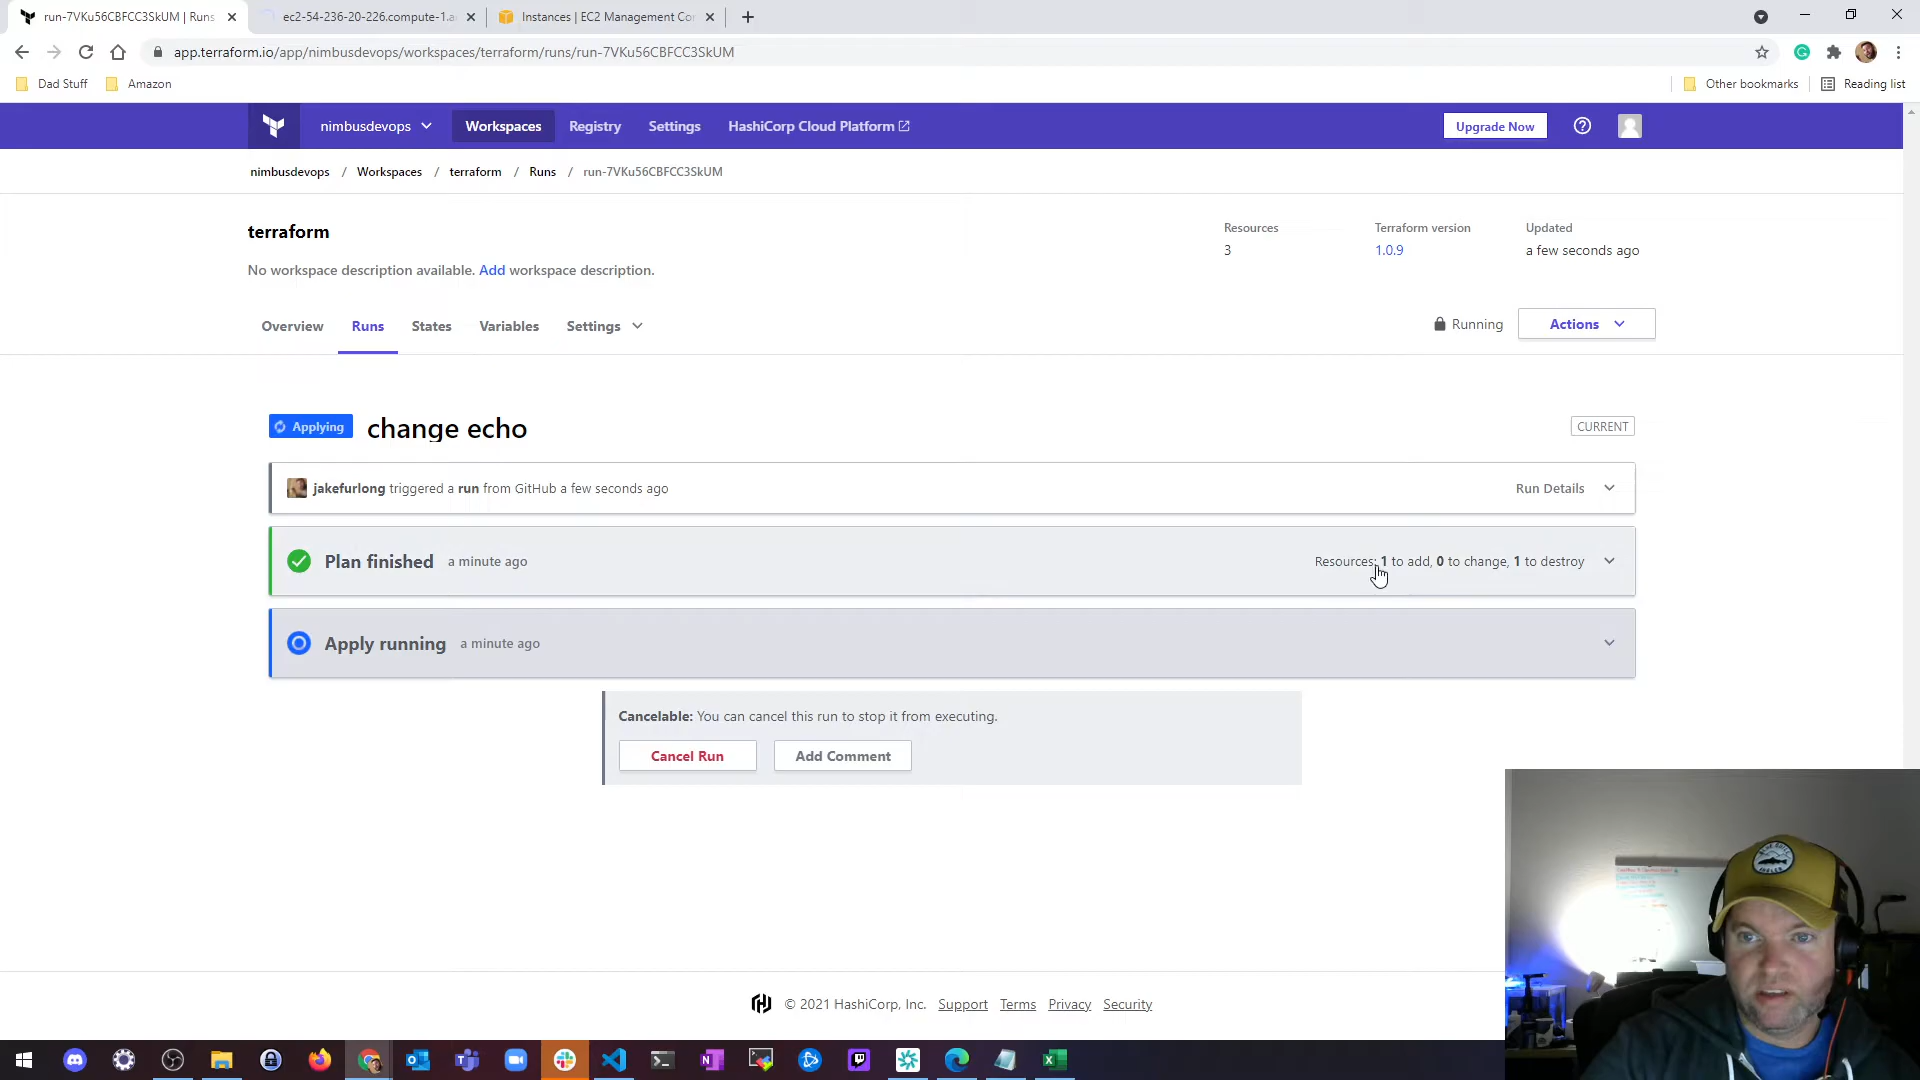 run-7VKu56CBFCC3SkUM | Runs
ec2-54-236-20-226.compute-1.a
Instances | EC2 Management Co
app.terraform.io/app/nimbusdevops/workspaces/terraform/runs/run-7VKu56CBFCC3SkUM
Dad Stuff
Amazon
Other bookmarks
Reading list
nimbusdevops
Workspaces
Registry
Settings
HashiCorp Cloud Platform
Upgrade Now
nimbusdevops / Workspaces / terraform / Runs / run-7VKu56CBFCC3SkUM
terraform
No workspace description available. Add workspace description.
Resources
3
Terraform version
1.0.9
Updated
a few seconds ago
Overview
Runs
States
Variables
Settings
Running
Actions
Applying
change echo
CURRENT
jakefurlong triggered a run from GitHub a few seconds ago
Run Details
Plan finished a minute ago
Resources: 1 to add, 0 to change, 1 to destroy
Apply running a minute ago
Cancelable: You can cancel this run to stop it from executing.
Cancel Run
Add Comment
© 2021 HashiCorp, Inc. Support Terms Privacy Security